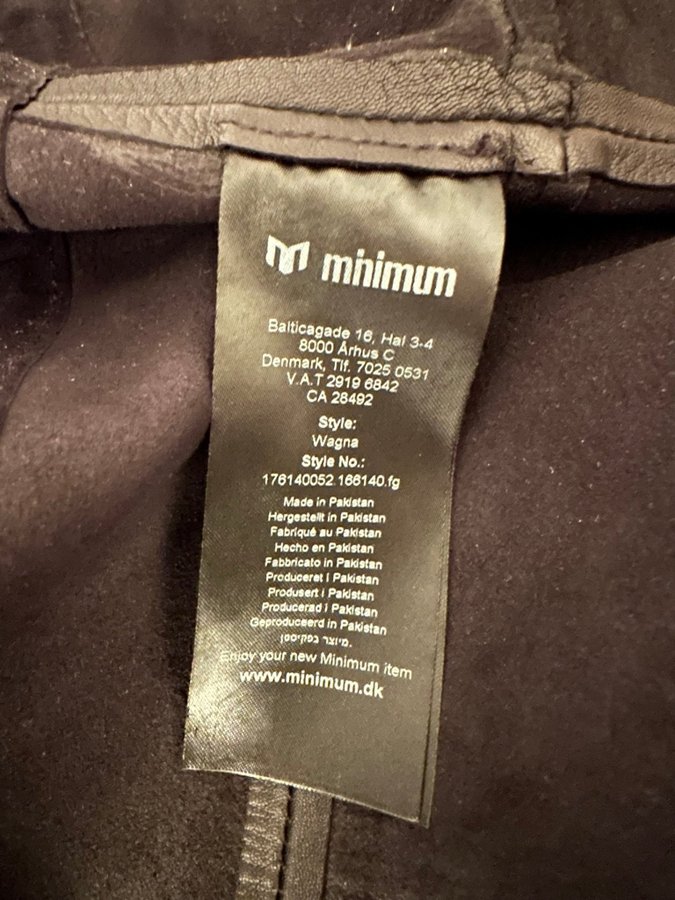 minimum
Balticagade 16, Hal 3-4
8000 Århus C
Denmark, Tlf. 7025 0531
V.A.T 2919 6842
CA 28492
Style:
Wagna
Style No.:
176140052.166140.fg
Made in Pakistan
Hergestellt in Pakistan
Fabriqué au Pakistan
Hecho en Pakistan
Fabbricato in Pakistan
Produceret i Pakistan
Produsert i Pakistan
Producerad i Pakistan
Geproduceerd in Pakistan
מיוצר בפקיסטן.
Enjoy your new Minimum item
www.minimum.dk